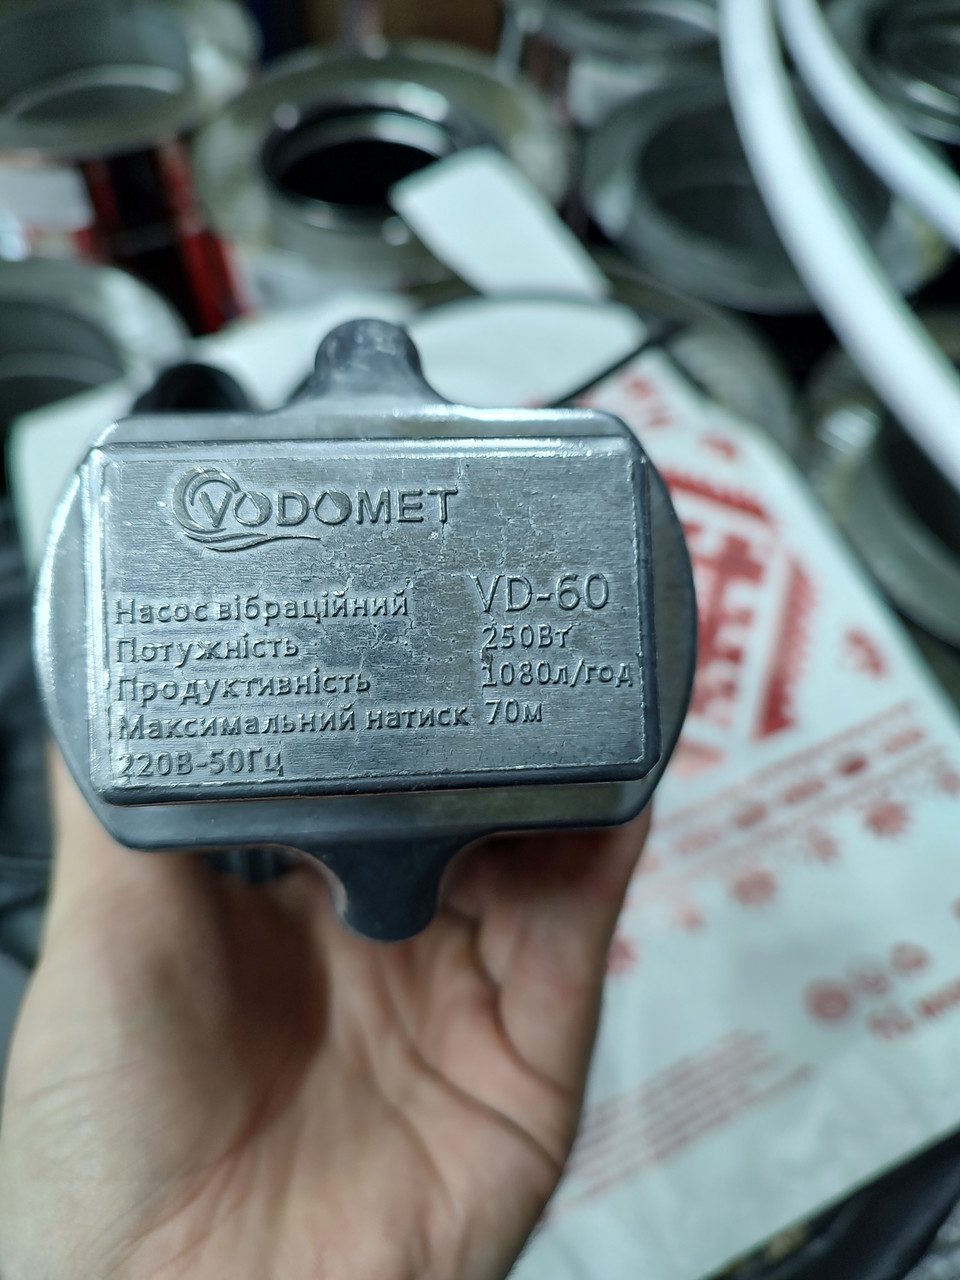 VODOMET
Насос вібраційний VD-60
Потужність 250Вт
Продуктивність 1080л/год
Максимальний натиск 70м
220В-50Гц